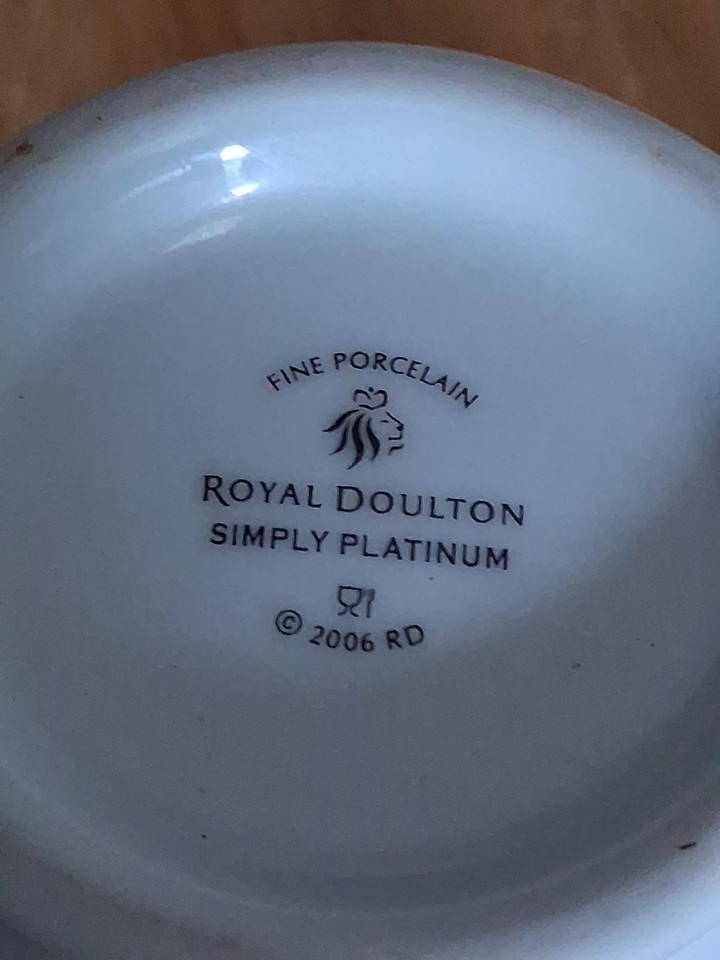 FINE PORCELAIN
ROYAL DOULTON
SIMPLY PLATINUM
© 2006 RD